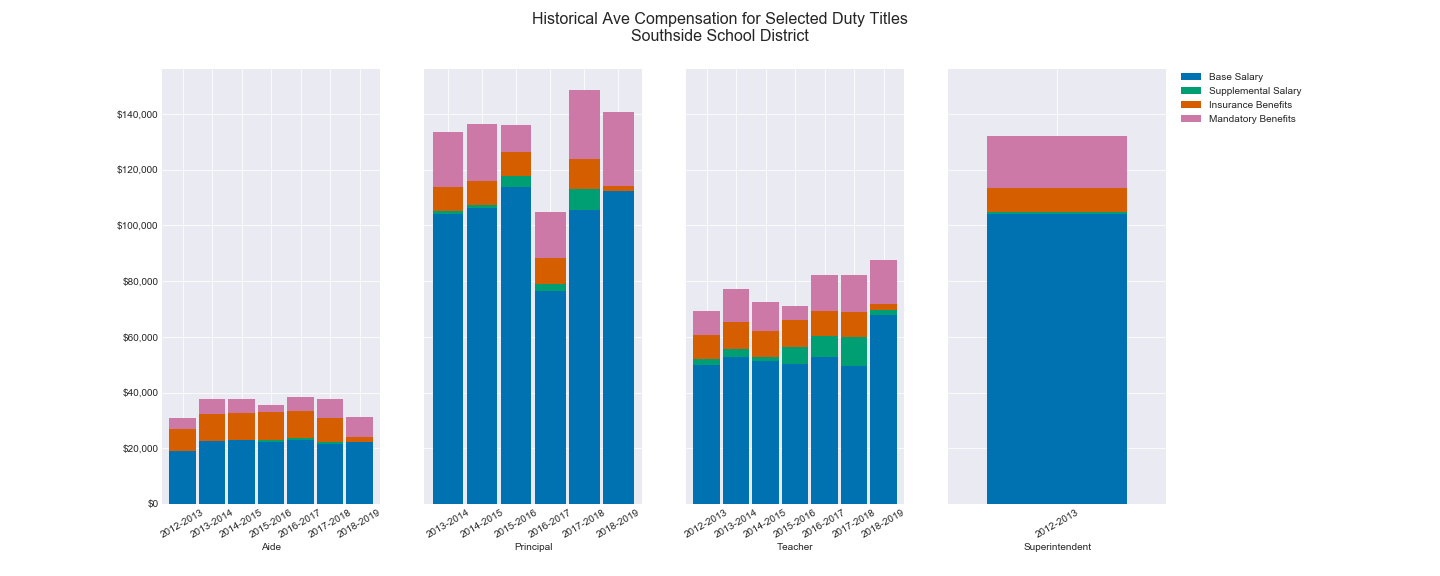 Historical Ave Compensation for Selected Duty Titles
Southside School District
Base Salary
Supplemental Salary
Insurance Benefits
Mandatory Benefits
$140,000
$120,000
$100,000
$80,000
$60,000
$40,000
$20,000
$0
2012-2013
2013-2014
2014-2015
2015-2016
2016-2017
2017-2018
2018-2019
Aide
2013-2014
2014-2015
2015-2016
2016-2017
2017-2018
2018-2019
Principal
2012-2013
2013-2014
2014-2015
2015-2016
2016-2017
2017-2018
2018-2019
Teacher
2012-2013
Superintendent